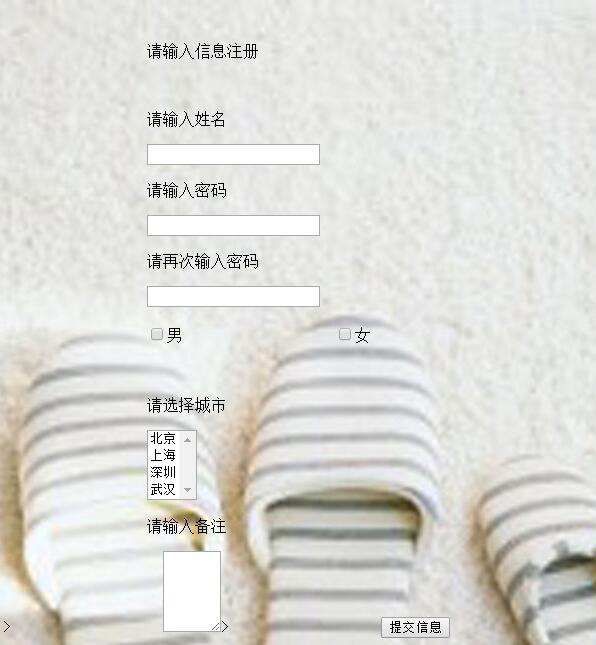 请输入信息注册
请输入姓名
请输入密码
请再次输入密码
男 女
请选择城市
北京
上海
深圳
武汉
请输入备注
> > 提交信息